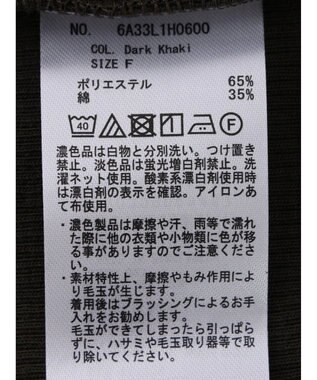 NO. 6A33L1H0600
COL. Dark Khaki
SIZE F
ポリエステル 65%
綿 35%
40
F
濃色品は白物と分別洗い。つけ置き
禁止。淡色は蛍光増白剤禁止。洗
濯ネット使用。酸素系漂白剤使用時
は漂白剤の表示を確認。アイロンあ
て布使用。
・濃色製品は摩擦や汗、雨等で濡れ
た際に他の衣類や小物などに色が移
る事がありますのでご注意くださ
い。
・素材特性上、摩擦やもみ作用によ
り毛玉が生じます。
着用後はブラッシングによるお手
入れをお勧めします。
毛玉ができてしまったら引っぱらず
に、ハサミや毛玉取り器等で取
り除いてください。